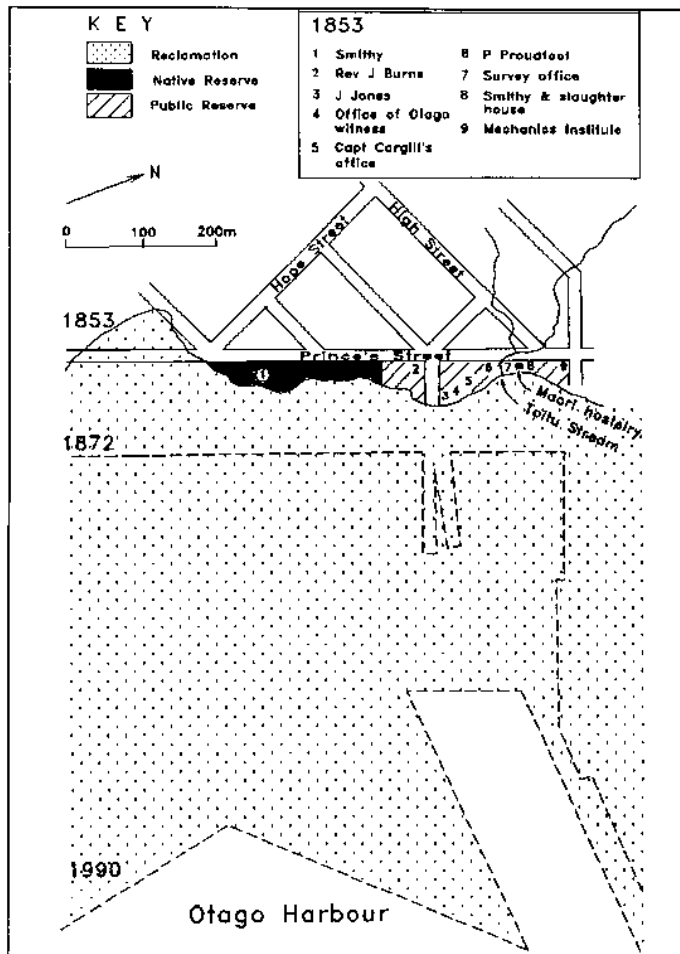 K E Y
Reclamation
Native Reserve
Public Reserve
1853
1 Smithy
2 Rev J Burns
3 J Jones
4 Office of Otago
witness
5 Capt Cargill's
office
6 P Proudfoot
7 Survey office
8 Smithy & slaughter
house
9 Mechanics Institute
N
0 100 200m
Hope Street
High Street
1853
Prince's Street
1
2
3 4 5 6 7 8 9
Maori hostelry
Toitu Stream
1872
1990
Otago Harbour